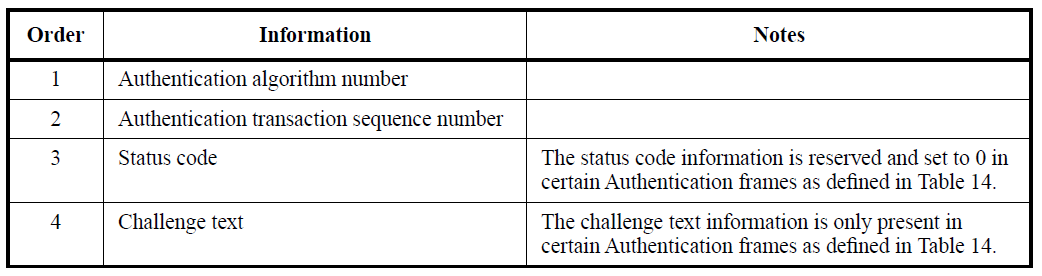 Order Information Notes
1 Authentication algorithm number
2 Authentication transaction sequence number
3 Status code The status code information is reserved and set to 0 in
certain Authentication frames as defined in Table 14.
4 Challenge text The challenge text information is only present in
certain Authentication frames as defined in Table 14.